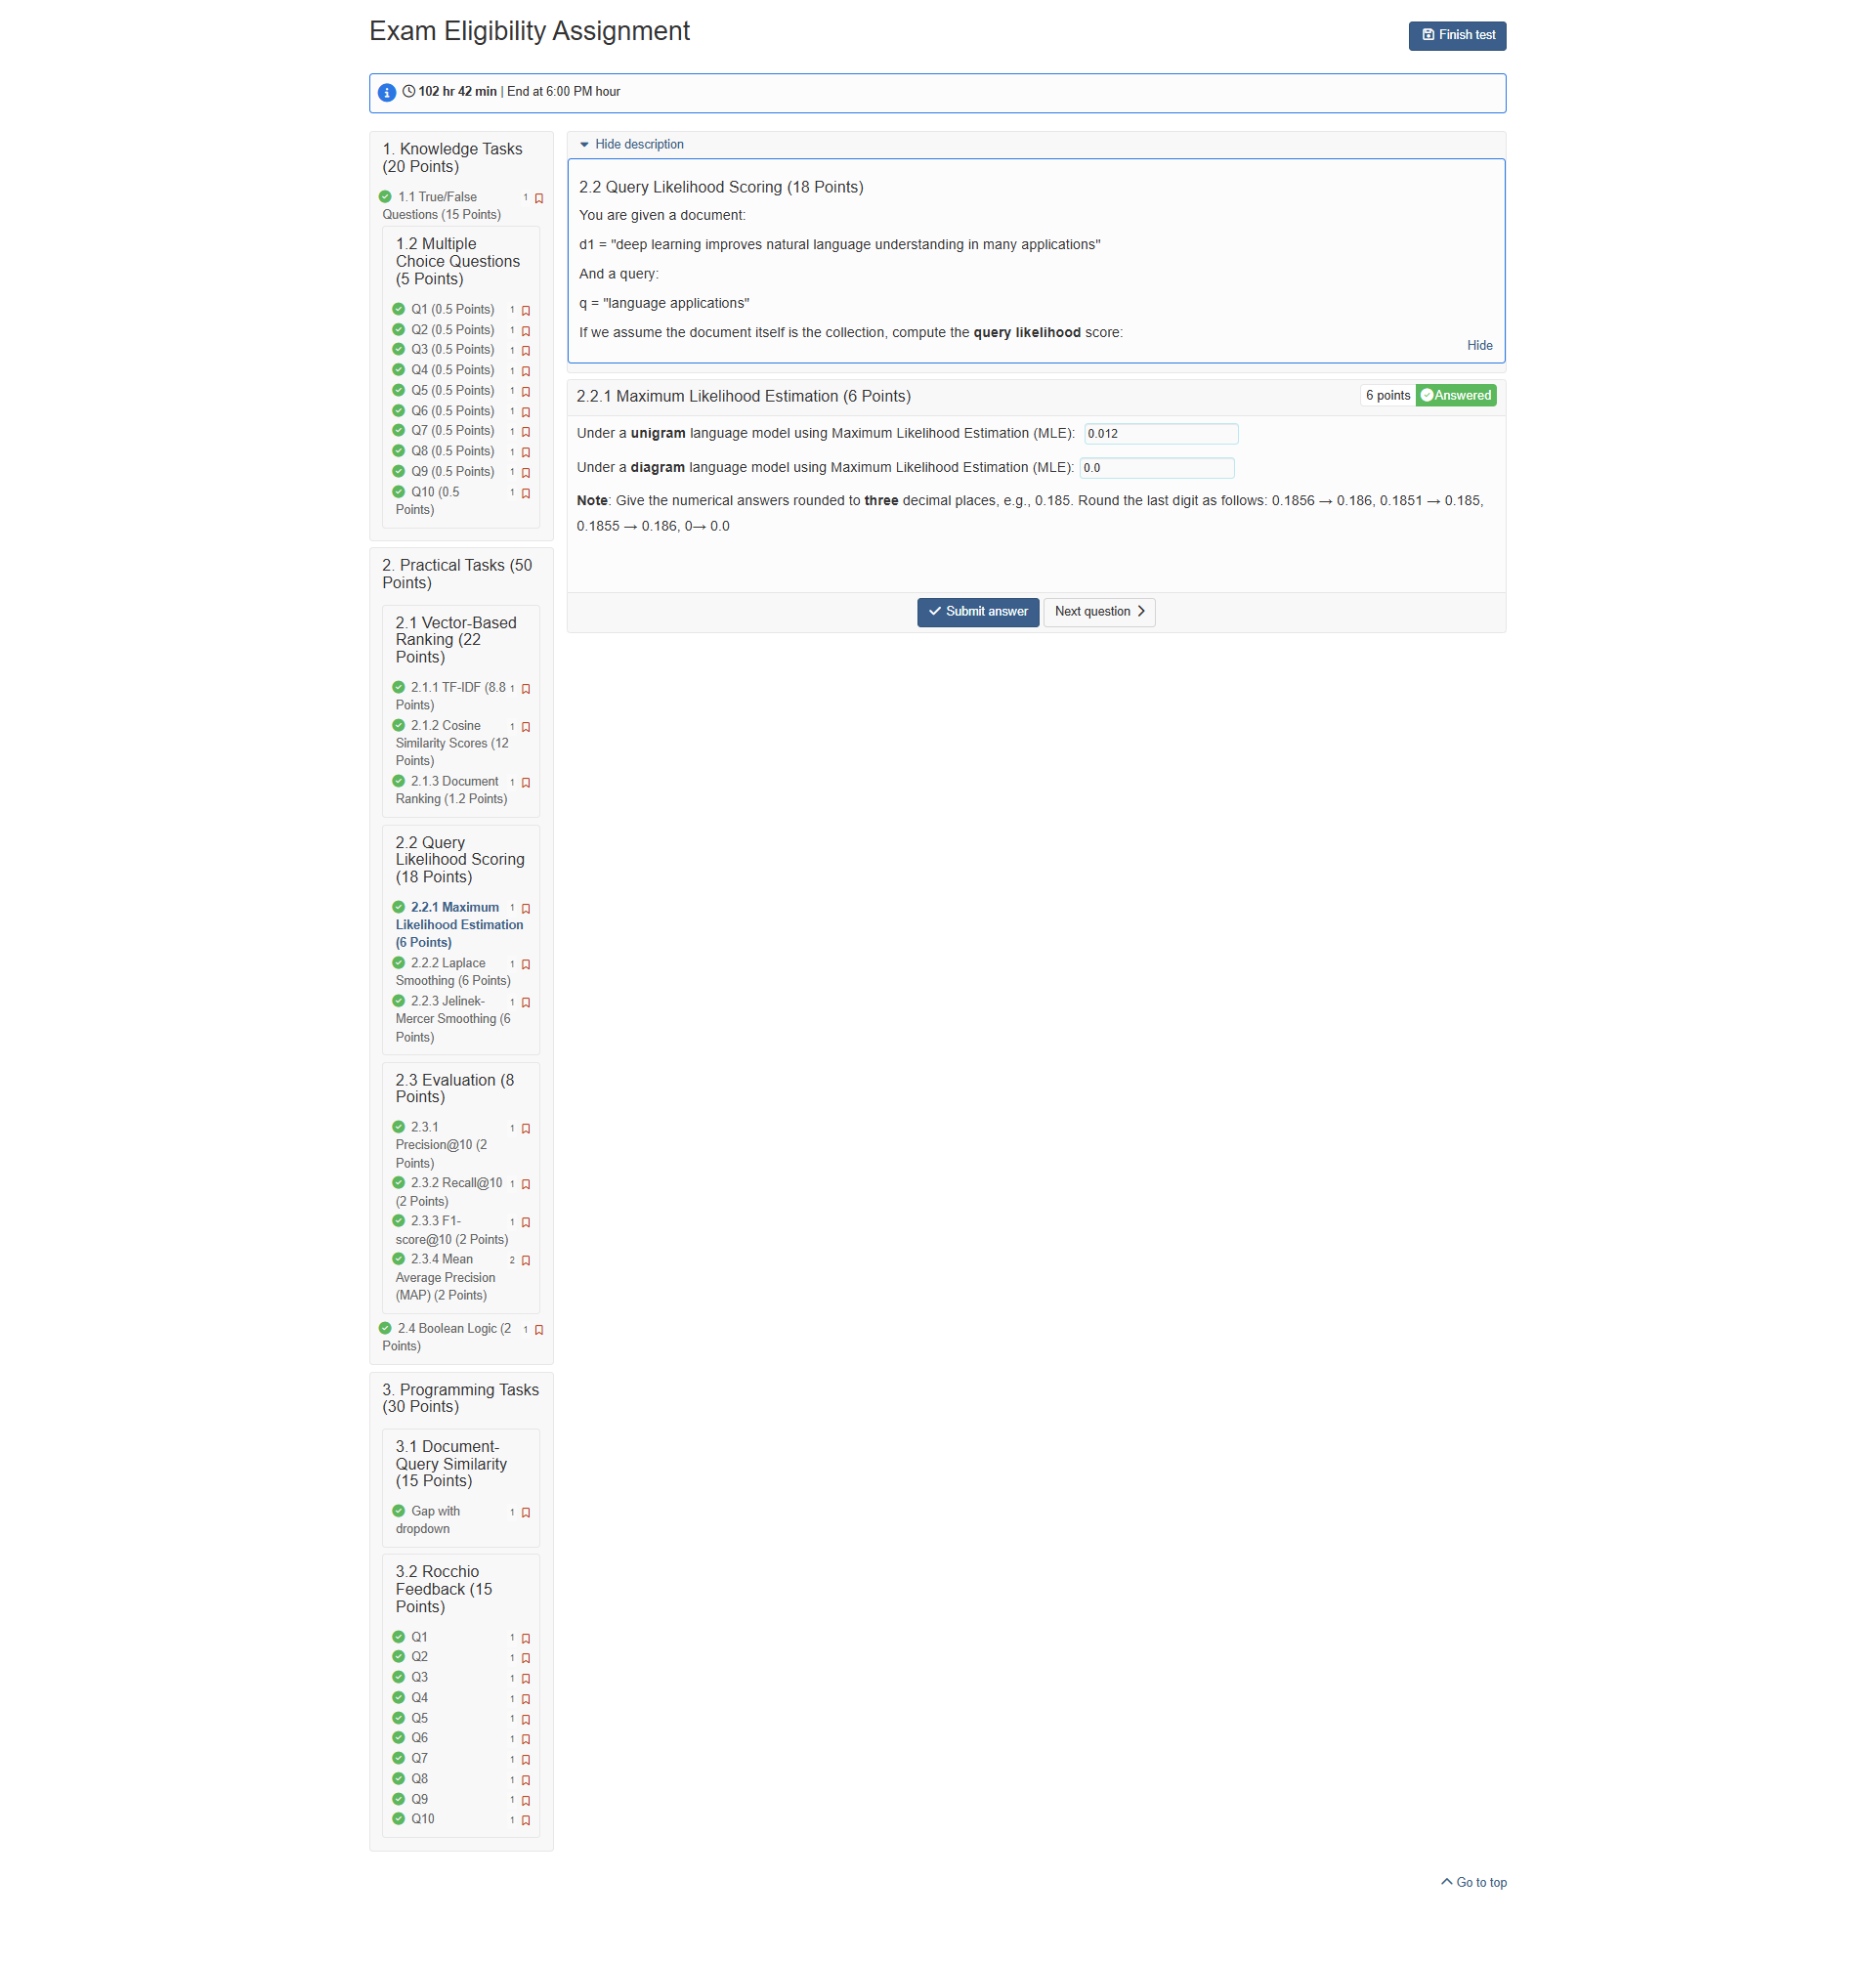 Exam Eligibility Assignment
Finish test
102 hr 42 min | End at 6:00 PM hour
1. Knowledge Tasks
(20 Points)
1.1 True/False 1
Questions (15 Points)
1.2 Multiple
Choice Questions
(5 Points)
Q1 (0.5 Points) 1
Q2 (0.5 Points) 1
Q3 (0.5 Points) 1
Q4 (0.5 Points) 1
Q5 (0.5 Points) 1
Q6 (0.5 Points) 1
Q7 (0.5 Points) 1
Q8 (0.5 Points) 1
Q9 (0.5 Points) 1
Q10 (0.5 1
Points)
2. Practical Tasks (50
Points)
2.1 Vector-Based
Ranking (22
Points)
2.1.1 TF-IDF (8.8 1
Points)
2.1.2 Cosine 1
Similarity Scores (12
Points)
2.1.3 Document 1
Ranking (1.2 Points)
2.2 Query
Likelihood Scoring
(18 Points)
2.2.1 Maximum 1
Likelihood Estimation
(6 Points)
2.2.2 Laplace 1
Smoothing (6 Points)
2.2.3 Jelinek- 1
Mercer Smoothing (6
Points)
2.3 Evaluation (8
Points)
2.3.1 1
Precision@10 (2
Points)
2.3.2 Recall@10 1
(2 Points)
2.3.3 F1- 1
score@10 (2 Points)
2.3.4 Mean 2
Average Precision
(MAP) (2 Points)
2.4 Boolean Logic (2 1
Points)
3. Programming Tasks
(30 Points)
3.1 Document-
Query Similarity
(15 Points)
Gap with 1
dropdown
3.2 Rocchio
Feedback (15
Points)
Q1 1
Q2 1
Q3 1
Q4 1
Q5 1
Q6 1
Q7 1
Q8 1
Q9 1
Q10 1
Hide description
2.2 Query Likelihood Scoring (18 Points)
You are given a document:
d1 = "deep learning improves natural language understanding in many applications"
And a query:
q = "language applications"
If we assume the document itself is the collection, compute the query likelihood score:
Hide
2.2.1 Maximum Likelihood Estimation (6 Points)
6 points Answered
Under a unigram language model using Maximum Likelihood Estimation (MLE): 0.012
Under a diagram language model using Maximum Likelihood Estimation (MLE): 0.0
Note: Give the numerical answers rounded to three decimal places, e.g., 0.185. Round the last digit as follows: 0.1856 → 0.186, 0.1851 → 0.185,
0.1855 → 0.186, 0→ 0.0
Submit answer
Next question
Go to top